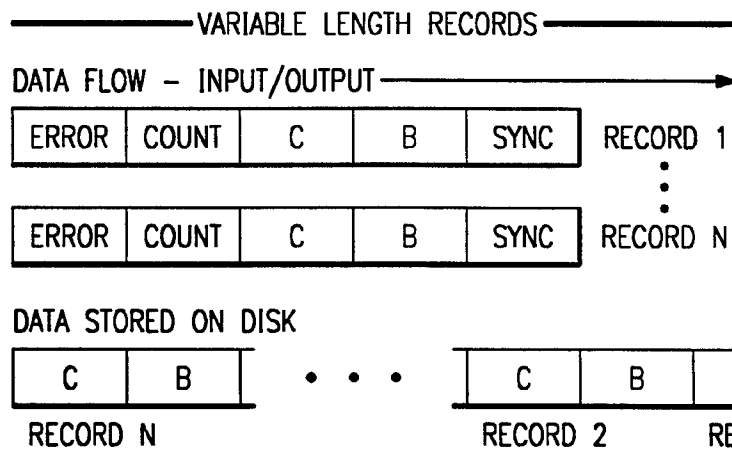 VARIABLE LENGTH RECORDS
DATA FLOW – INPUT/OUTPUT
ERROR COUNT C B SYNC RECORD 1
ERROR COUNT C B SYNC RECORD N
DATA STORED ON DISK
C B C B
RECORD N RECORD 2 RE